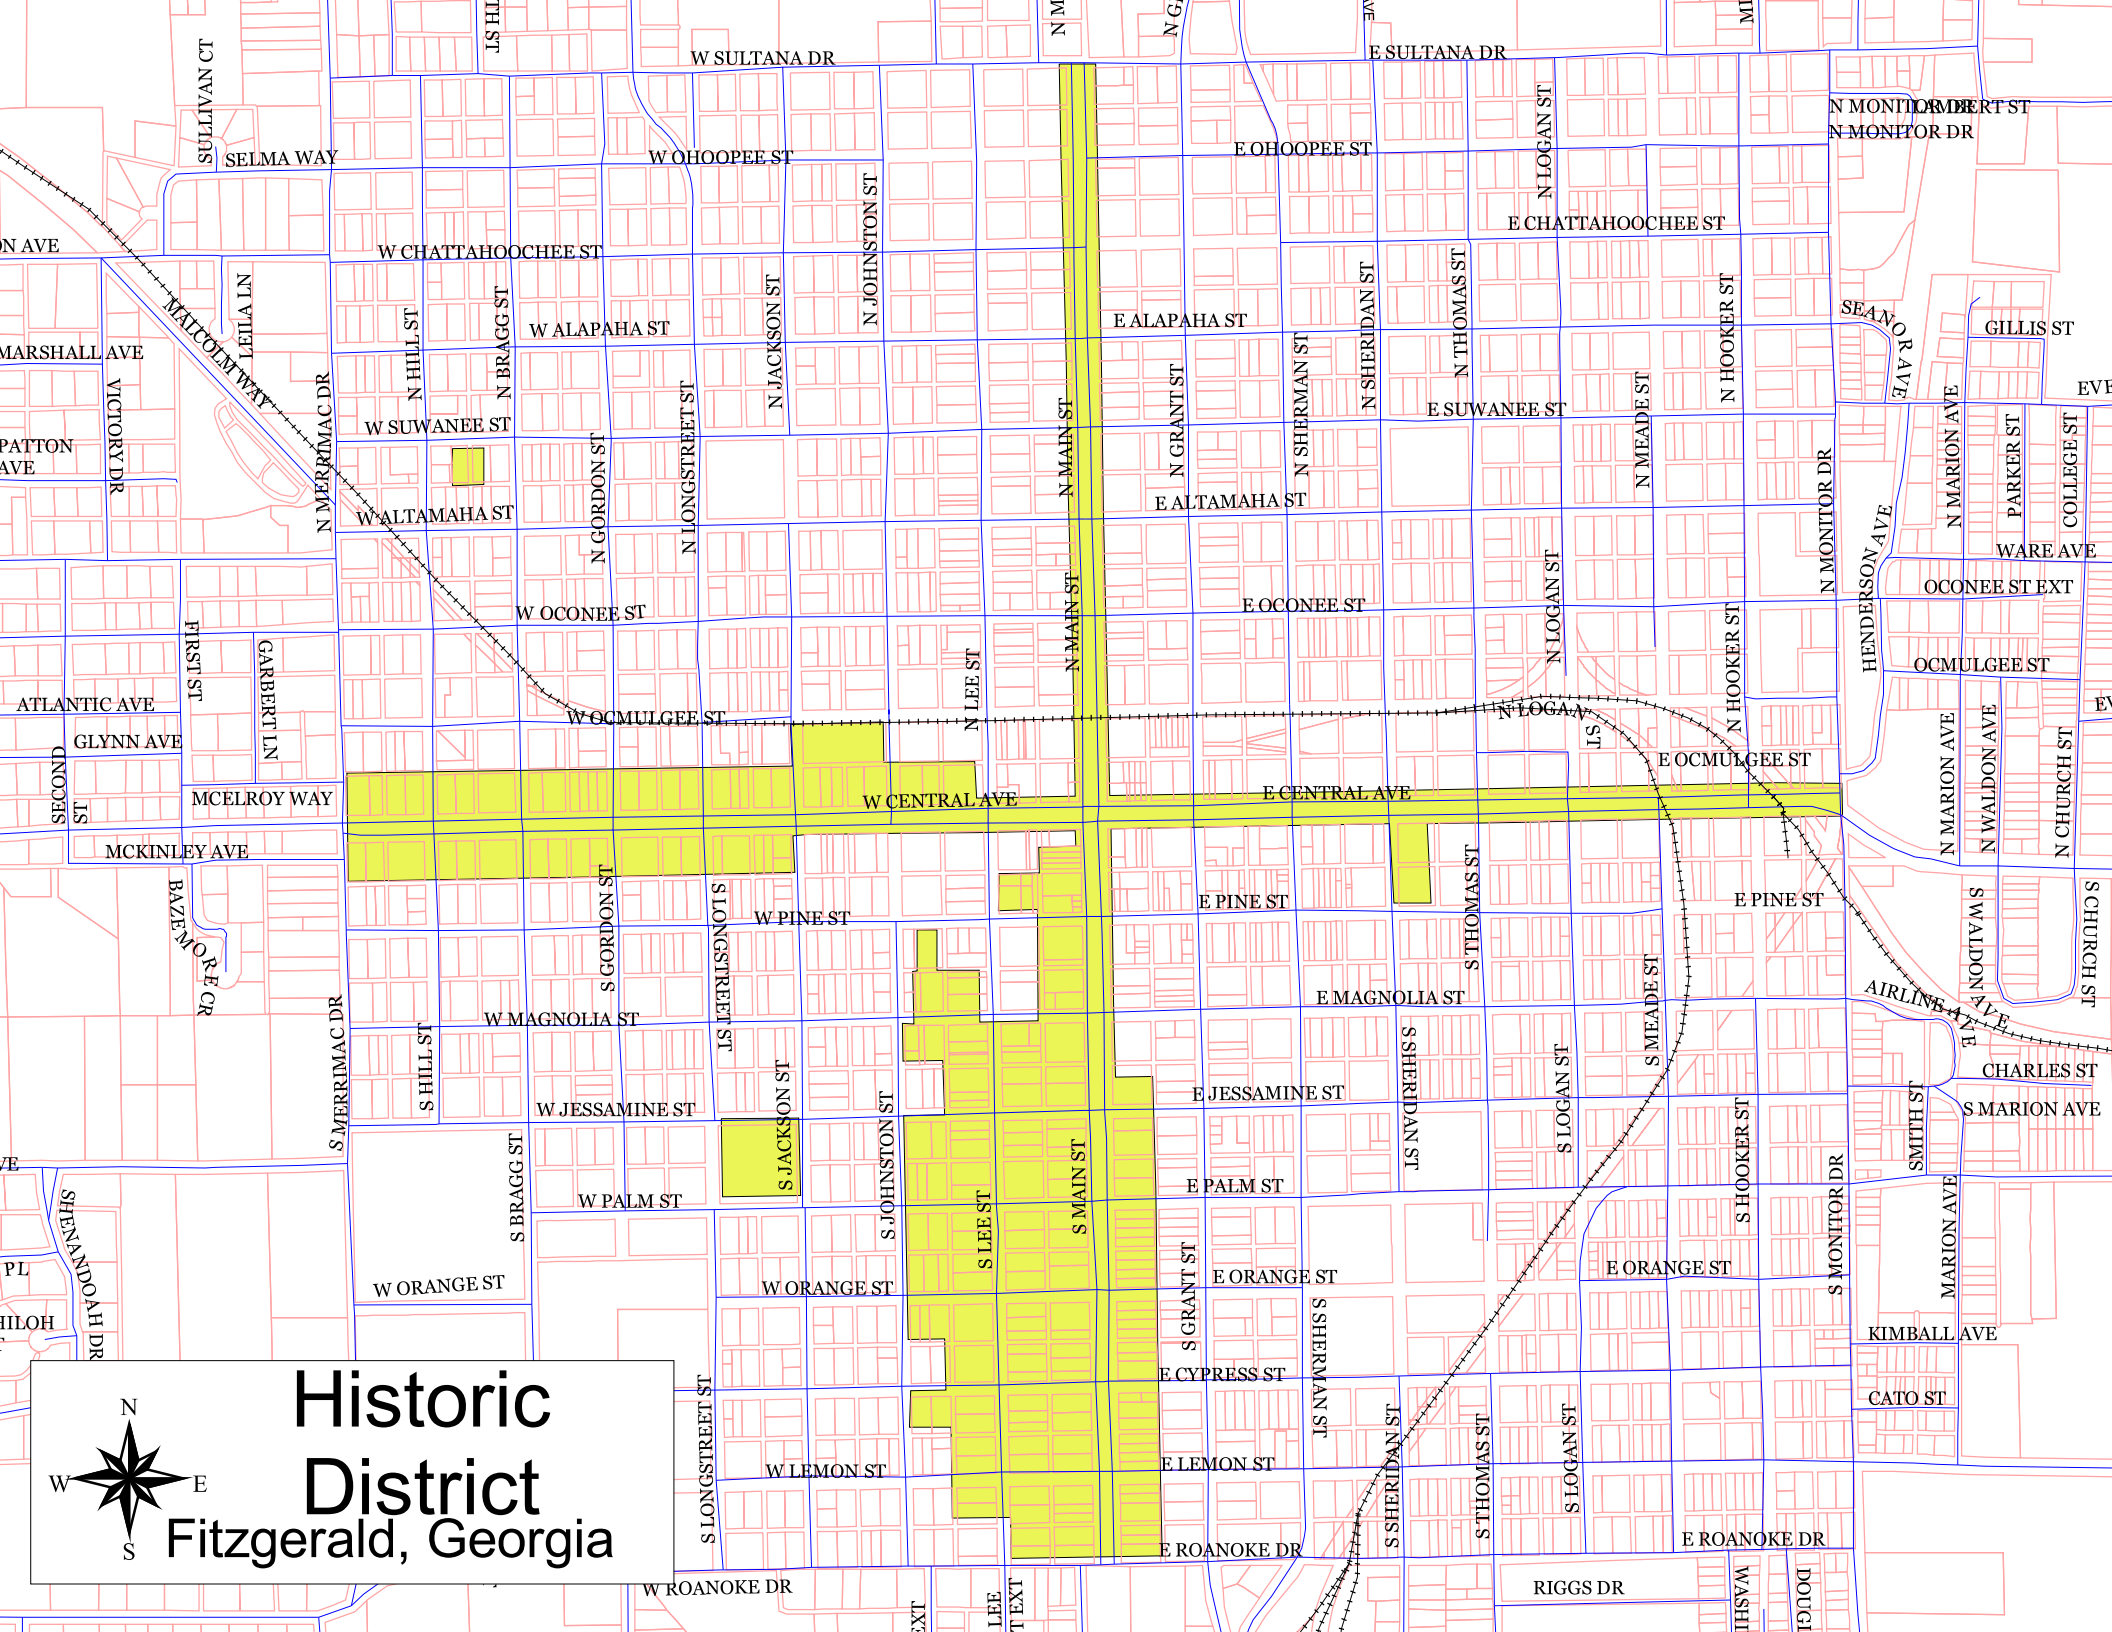 W SULTANA DR
E SULTANA DR
SULLIVAN CT
N LOGAN ST
N MONITOR DR
LAMBERT ST
N MONITOR DR
SELMA WAY
W OHOOPEE ST
E OHOOPEE ST
N JOHNSTON ST
E CHATTAHOOCHEE ST
W CHATTAHOOCHEE ST
MALCOLM WAY
LEILA LN
N HILL ST
N BRAGG ST
W ALAPAHA ST
N JACKSON ST
E ALAPAHA ST
N SHERIDAN ST
N THOMAS ST
N HOOKER ST
SEANOR AVE
GILLIS ST
MARSHALL AVE
VICTORY DR
N MERRIMAC DR
N SHERMAN ST
N GRANT ST
N MAIN ST
W SUWANEE ST
E SUWANEE ST
N MEADE ST
N MARION AVE
PARKER ST
COLLEGE ST
PATTON
AVE
N GORDON ST
N LONGSTREET ST
N MONITOR DR
W ALTAMAHA ST
E ALTAMAHA ST
HENDERSON AVE
WARE AVE
OCONEE ST EXT
W OCONEE ST
E OCONEE ST
N MAIN ST
N LOGAN ST
N HOOKER ST
FIRST ST
GARBERT LN
N LEE ST
OCMULGEE ST
ATLANTIC AVE
W OCMULGEE ST
N LOGAN
ST
GLYNN AVE
E OCMULGEE ST
N MARION AVE
N WALDON AVE
N CHURCH ST
SECOND
ST
MCELROY WAY
W CENTRAL AVE
E CENTRAL AVE
MCKINLEY AVE
BAZEMORE CR
S GORDON ST
S LONGSTREET ST
W PINE ST
E PINE ST
S THOMAS ST
E PINE ST
S WALDON AVE
S CHURCH ST
S MERRIMAC DR
W MAGNOLIA ST
E MAGNOLIA ST
S MEADE ST
AIRLINE AVE
S HILL ST
S JACKSON ST
S JOHNSTON ST
S SHERIDAN ST
S LOGAN ST
CHARLES ST
W JESSAMINE ST
E JESSAMINE ST
SMITH ST
S MARION AVE
S BRAGG ST
S LEE ST
S MAIN ST
S HOOKER ST
S MONITOR DR
W PALM ST
E PALM ST
MARION AVE
SHENANDOAH DR
PL
W ORANGE ST
W ORANGE ST
S GRANT ST
E ORANGE ST
E ORANGE ST
S SHERMAN ST
KIMBALL AVE
E CYPRESS ST
CATO ST
S LONGSTREET ST
S SHERIDAN ST
S THOMAS ST
S LOGAN ST
W LEMON ST
E LEMON ST
E ROANOKE DR
E ROANOKE DR
W ROANOKE DR
RIGGS DR
LEE
EXT
N
W E
S
Historic
District
Fitzgerald, Georgia